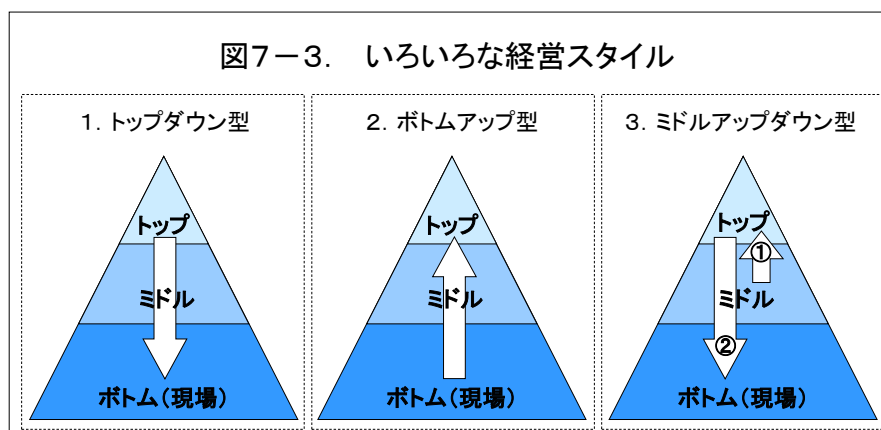 図7-3. いろいろな経営スタイル
1. トップダウン型
トップ
ミドル
ボトム(現場)
2. ボトムアップ型
トップ
ミドル
ボトム(現場)
3. ミドルアップダウン型
トップ
①
ミドル
②
ボトム(現場)